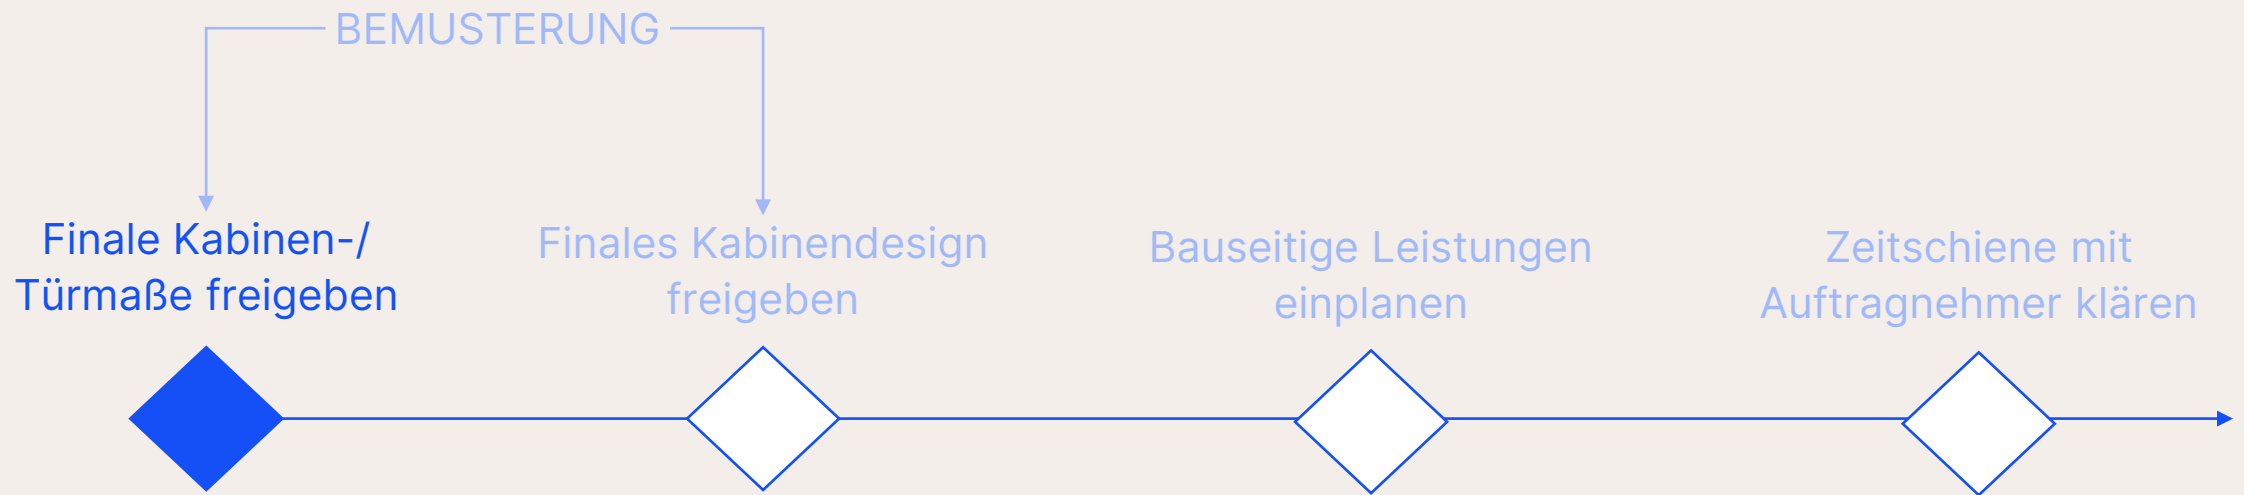 BEMUSTERUNG
Finale Kabinen-/
Türmaße freigeben
Finales Kabinendesign
freigeben
Bauseitige Leistungen
einplanen
Zeitschiene mit
Auftragnehmer klären